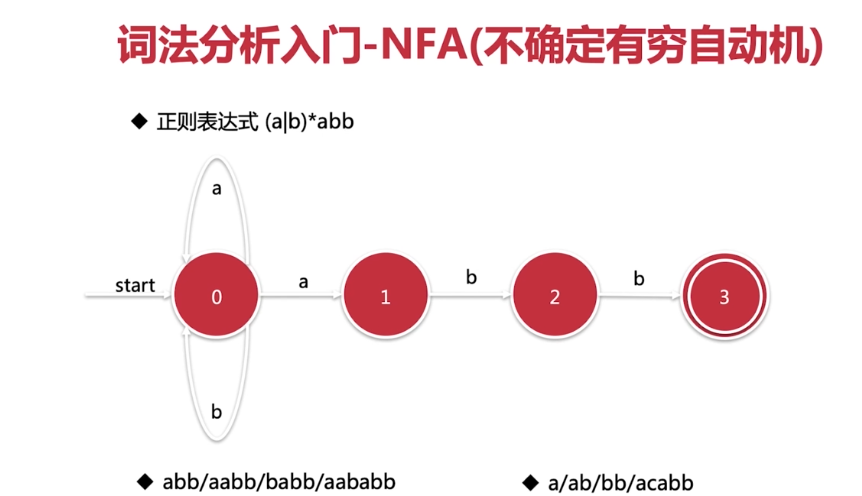 词法分析入门-NFA(不确定有穷自动机)
◆ 正则表达式 (a|b)*abb
a
start
0
a
1
b
2
b
3
b
◆ abb/aabb/babb/aababb
◆ a/ab/bb/acabb